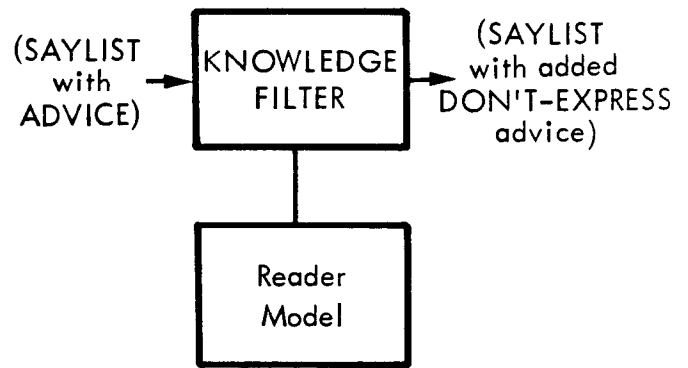 (SAYLIST
with
ADVICE)
KNOWLEDGE
FILTER
(SAYLIST
with added
DON'T-EXPRESS
advice)
Reader
Model